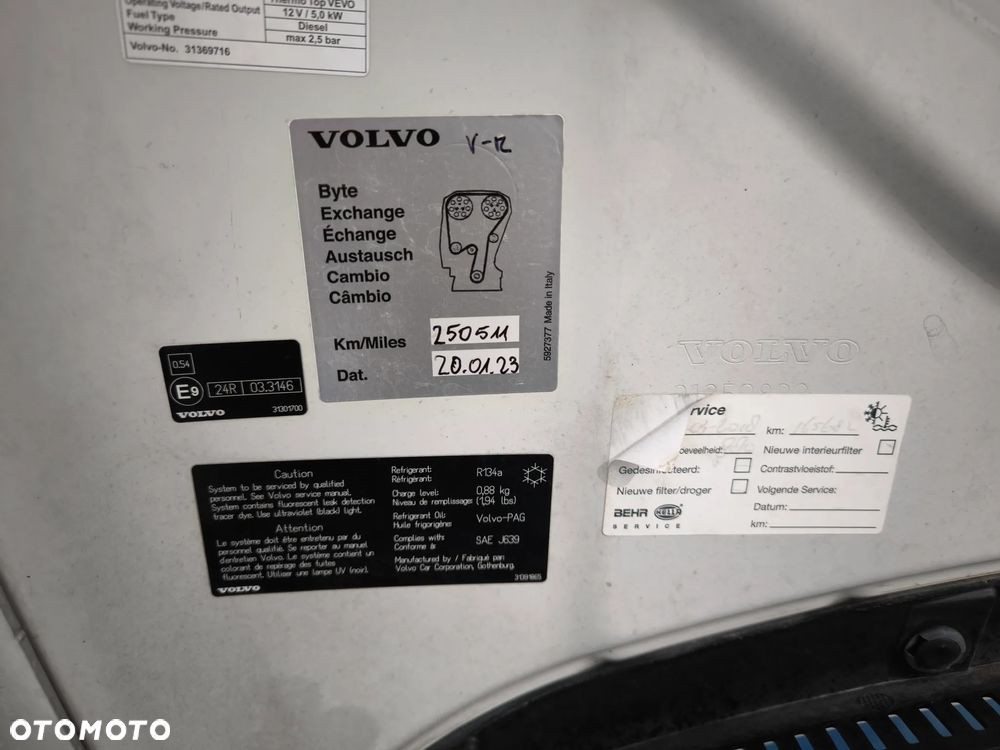 Operating Voltage/Rated Output
Thermo Top VEVO
12 V / 5,0 kW
Fuel Type
Diesel
Working Pressure
max 2,5 bar
Volvo-No. 31369716
VOLVO V-12
Byte
Exchange
Échange
Austausch
Cambio
Câmbio
Km/Miles 250511
Dat. 20.01.23
5927377 Made in Italy
0.54
E9 24R 03.3146
VOLVO 31301700
VOLVO
Caution
System to be serviced by qualified
personnel. See Volvo service manual.
System contains fluorescent leak detection
tracer dye. Use ultraviolet (black) light.
Attention
Le système doit être entretenu par du
personnel qualifié. Se reporter au manuel
d'entretien Volvo. Le système contient un
colorant de repérage des fuites
fluorescent. Utiliser une lampe UV (noir).
VOLVO
Refrigerant: R134a
Réfrigérant:
Charge level: 0,88 kg
Niveau de remplissage: (1,94 lbs)
Refrigerant Oil: Volvo-PAG
Huile frigorigène:
Complies with: SAE J639
Conforme à:
Manufactured by / Fabriqué par:
Volvo Car Corporation, Gothenburg.
31391865
rvice
2018 km:
oeveelheid: Nieuwe interieurfilter
Gedesinfecteerd: Contrastvloeistof:
Nieuwe filter/droger Volgende Service:
Datum:
km:
BEHR HELLA
SERVICE
OTOMOTO